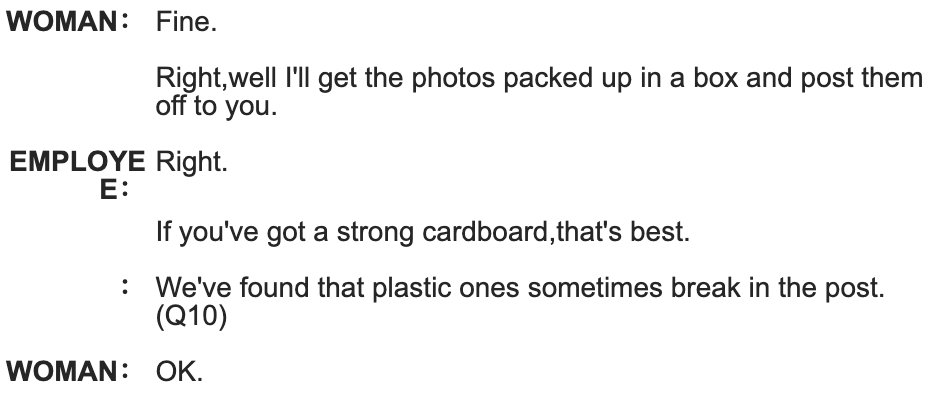 WOMAN： Fine.
Right,well I'll get the photos packed up in a box and post them
off to you.
EMPLOYE Right.
E：
If you've got a strong cardboard,that's best.
： We've found that plastic ones sometimes break in the post.
(Q10)
WOMAN： OK.